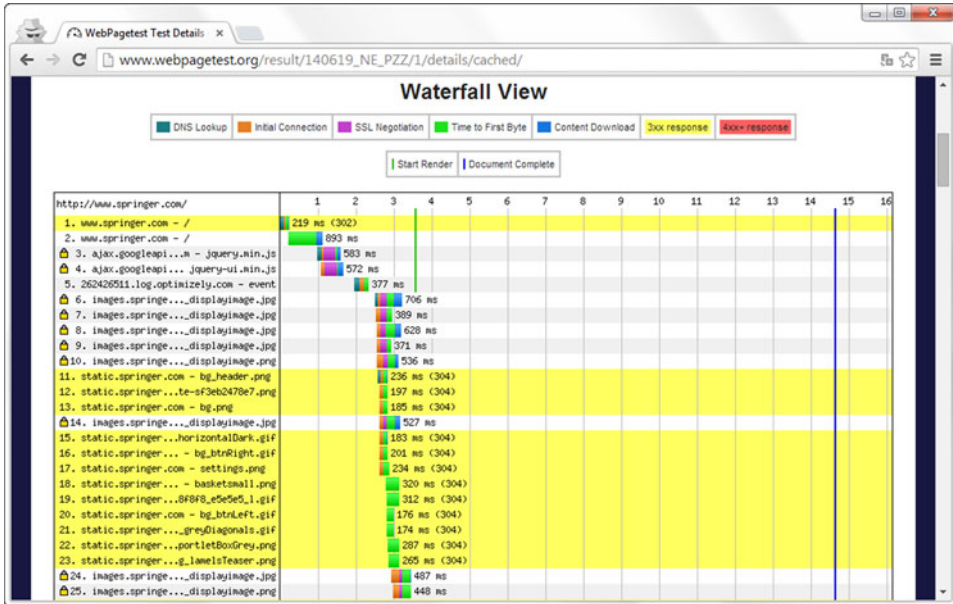 WebPagetest Test Details
www.webpagetest.org/result/140619_NE_PZZ/1/details/cached/
Waterfall View
DNS Lookup Initial Connection SSL Negotiation Time to First Byte Content Download 3xx response 4xx+ response
Start Render Document Complete
http://www.springer.com/ 1 2 3 4 5 6 7 8 9 10 11 12 13 14 15 16
1. www.springer.com - / 219 ms (302)
2. www.springer.com - / 893 ms
3. ajax.googleapi...m - jquery.min.js 583 ms
4. ajax.googleapi... jquery-ui.min.js 572 ms
5. 262426511.log.optimizely.com - event 377 ms
6. images.springe..._displayimage.jpg 706 ms
7. images.springe..._displayimage.jpg 389 ms
8. images.springe..._displayimage.jpg 628 ms
9. images.springe..._displayimage.jpg 371 ms
10. images.springe..._displayimage.png 536 ms
11. static.springer.com - bg_header.png 236 ms (304)
12. static.springer...te-sf3eb2478e7.png 197 ms (304)
13. static.springer.com - bg.png 185 ms (304)
14. images.springe..._displayimage.jpg 527 ms
15. static.springer...horizontalDark.gif 183 ms (304)
16. static.springer... - bg_btnRight.gif 201 ms (304)
17. static.springer.com - settings.png 234 ms (304)
18. static.springer... - basketsmall.png 320 ms (304)
19. static.springer...8f8f8_e5e5e5_l.gif 312 ms (304)
20. static.springer.com - bg_btnLeft.gif 176 ms (304)
21. static.springer..._greyDiagonals.gif 174 ms (304)
22. static.springer...portletBoxGrey.png 287 ms (304)
23. static.springer...g_lamelsTeaser.png 265 ms (304)
24. images.springe..._displayimage.jpg 487 ms
25. images.springe..._displayimage.png 448 ms